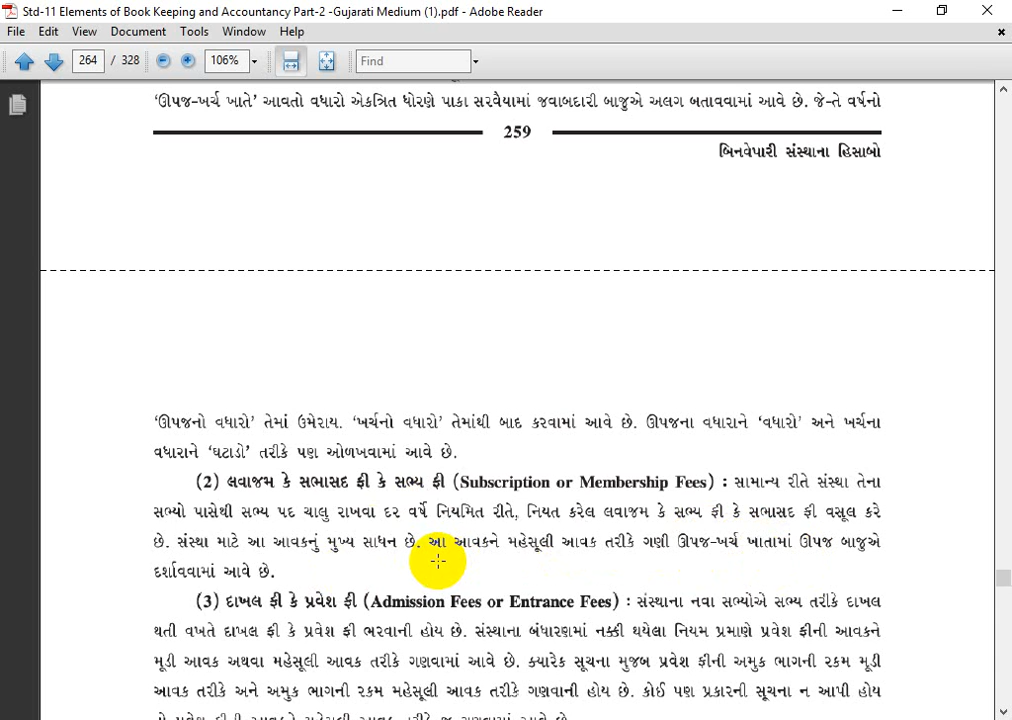 Std-11 Elements of Book Keeping and Accountancy Part-2 -Gujarati Medium (1).pdf - Adobe Reader
File Edit View Document Tools Window Help
264 / 328 106% Find
'ઊપજ-ખર્ચ ખાતે' આવતો વધારો એકત્રિત ધોરણે પાકા સરવૈયામાં જવાબદારી બાજુએ અલગ બતાવવામાં આવે છે. જે-તે વર્ષનો
259
બિનવેપારી સંસ્થાના હિસાબો
'ઊપજનો વધારો' તેમાં ઉમેરાય. 'ખર્ચનો વધારો' તેમાંથી બાદ કરવામાં આવે છે. ઊપજના વધારાને 'વધારો' અને ખર્ચના
વધારાને 'ઘટાડો' તરીકે પણ ઓળખવામાં આવે છે.
(2) લવાજમ કે સભાસદ ફી કે સભ્ય ફી (Subscription or Membership Fees) : સામાન્ય રીતે સંસ્થા તેના
સભ્યો પાસેથી સભ્ય પદ ચાલુ રાખવા દર વર્ષે નિયમિત રીતે, નિયત કરેલ લવાજમ કે સભ્ય ફી કે સભાસદ ફી વસૂલ કરે
છે. સંસ્થા માટે આ આવકનું મુખ્ય સાધન છે. આ આવકને મહેસૂલી આવક તરીકે ગણી ઊપજ-ખર્ચ ખાતામાં ઊપજ બાજુએ
દર્શાવવામાં આવે છે.
(3) દાખલ ફી કે પ્રવેશ ફી (Admission Fees or Entrance Fees) : સંસ્થાના નવા સભ્યોએ સભ્ય તરીકે દાખલ
થતી વખતે દાખલ ફી કે પ્રવેશ ફી ભરવાની હોય છે. સંસ્થાના બંધારણમાં નક્કી થયેલા નિયમ પ્રમાણે પ્રવેશ ફીની આવકને
મૂડી આવક અથવા મહેસૂલી આવક તરીકે ગણવામાં આવે છે. ક્યારેક સૂચના મુજબ પ્રવેશ ફીની અમુક ભાગની રકમ મૂડી
આવક તરીકે અને અમુક ભાગની રકમ મહેસૂલી આવક તરીકે ગણવાની હોય છે. કોઈ પણ પ્રકારની સૂચના ન આપી હોય